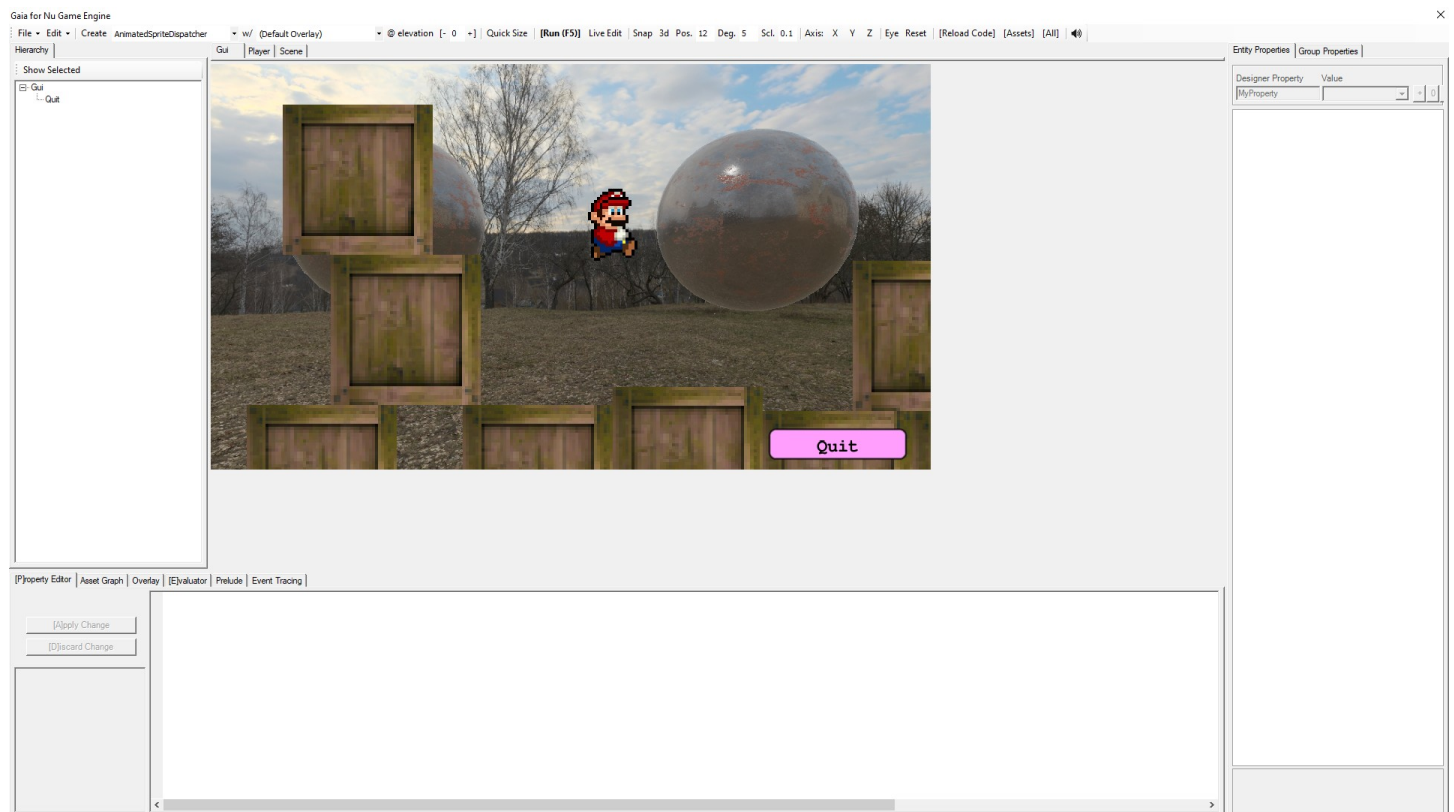 Gaia for Nu Game Engine
File Edit Create AnimatedSpriteDispatcher w/ (Default Overlay) @ elevation [- 0 +] Quick Size [Run (F5)] Live Edit Snap 3d Pos. 12 Deg. 5 Scl. 0.1 Axis: X Y Z Eye Reset [Reload Code] [Assets] [All]
Hierarchy Gui Player Scene Entity Properties Group Properties
Show Selected
Gui
Quit
Designer Property Value
MyProperty + 0
Quit
[P]roperty Editor Asset Graph Overlay [E]valuator Prelude Event Tracing
[A]pply Change
[D]iscard Change